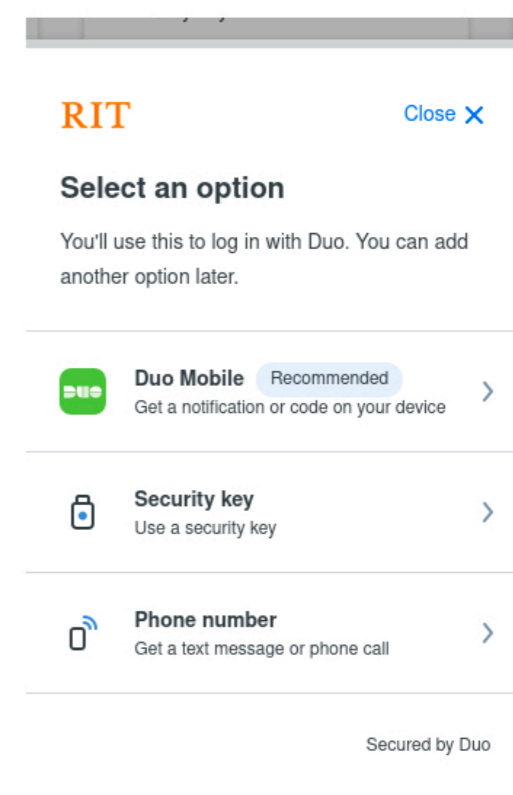 RIT
Close
Select an option
You'll use this to log in with Duo. You can add
another option later.
Duo Mobile Recommended
Get a notification or code on your device
Security key
Use a security key
Phone number
Get a text message or phone call
Secured by Duo